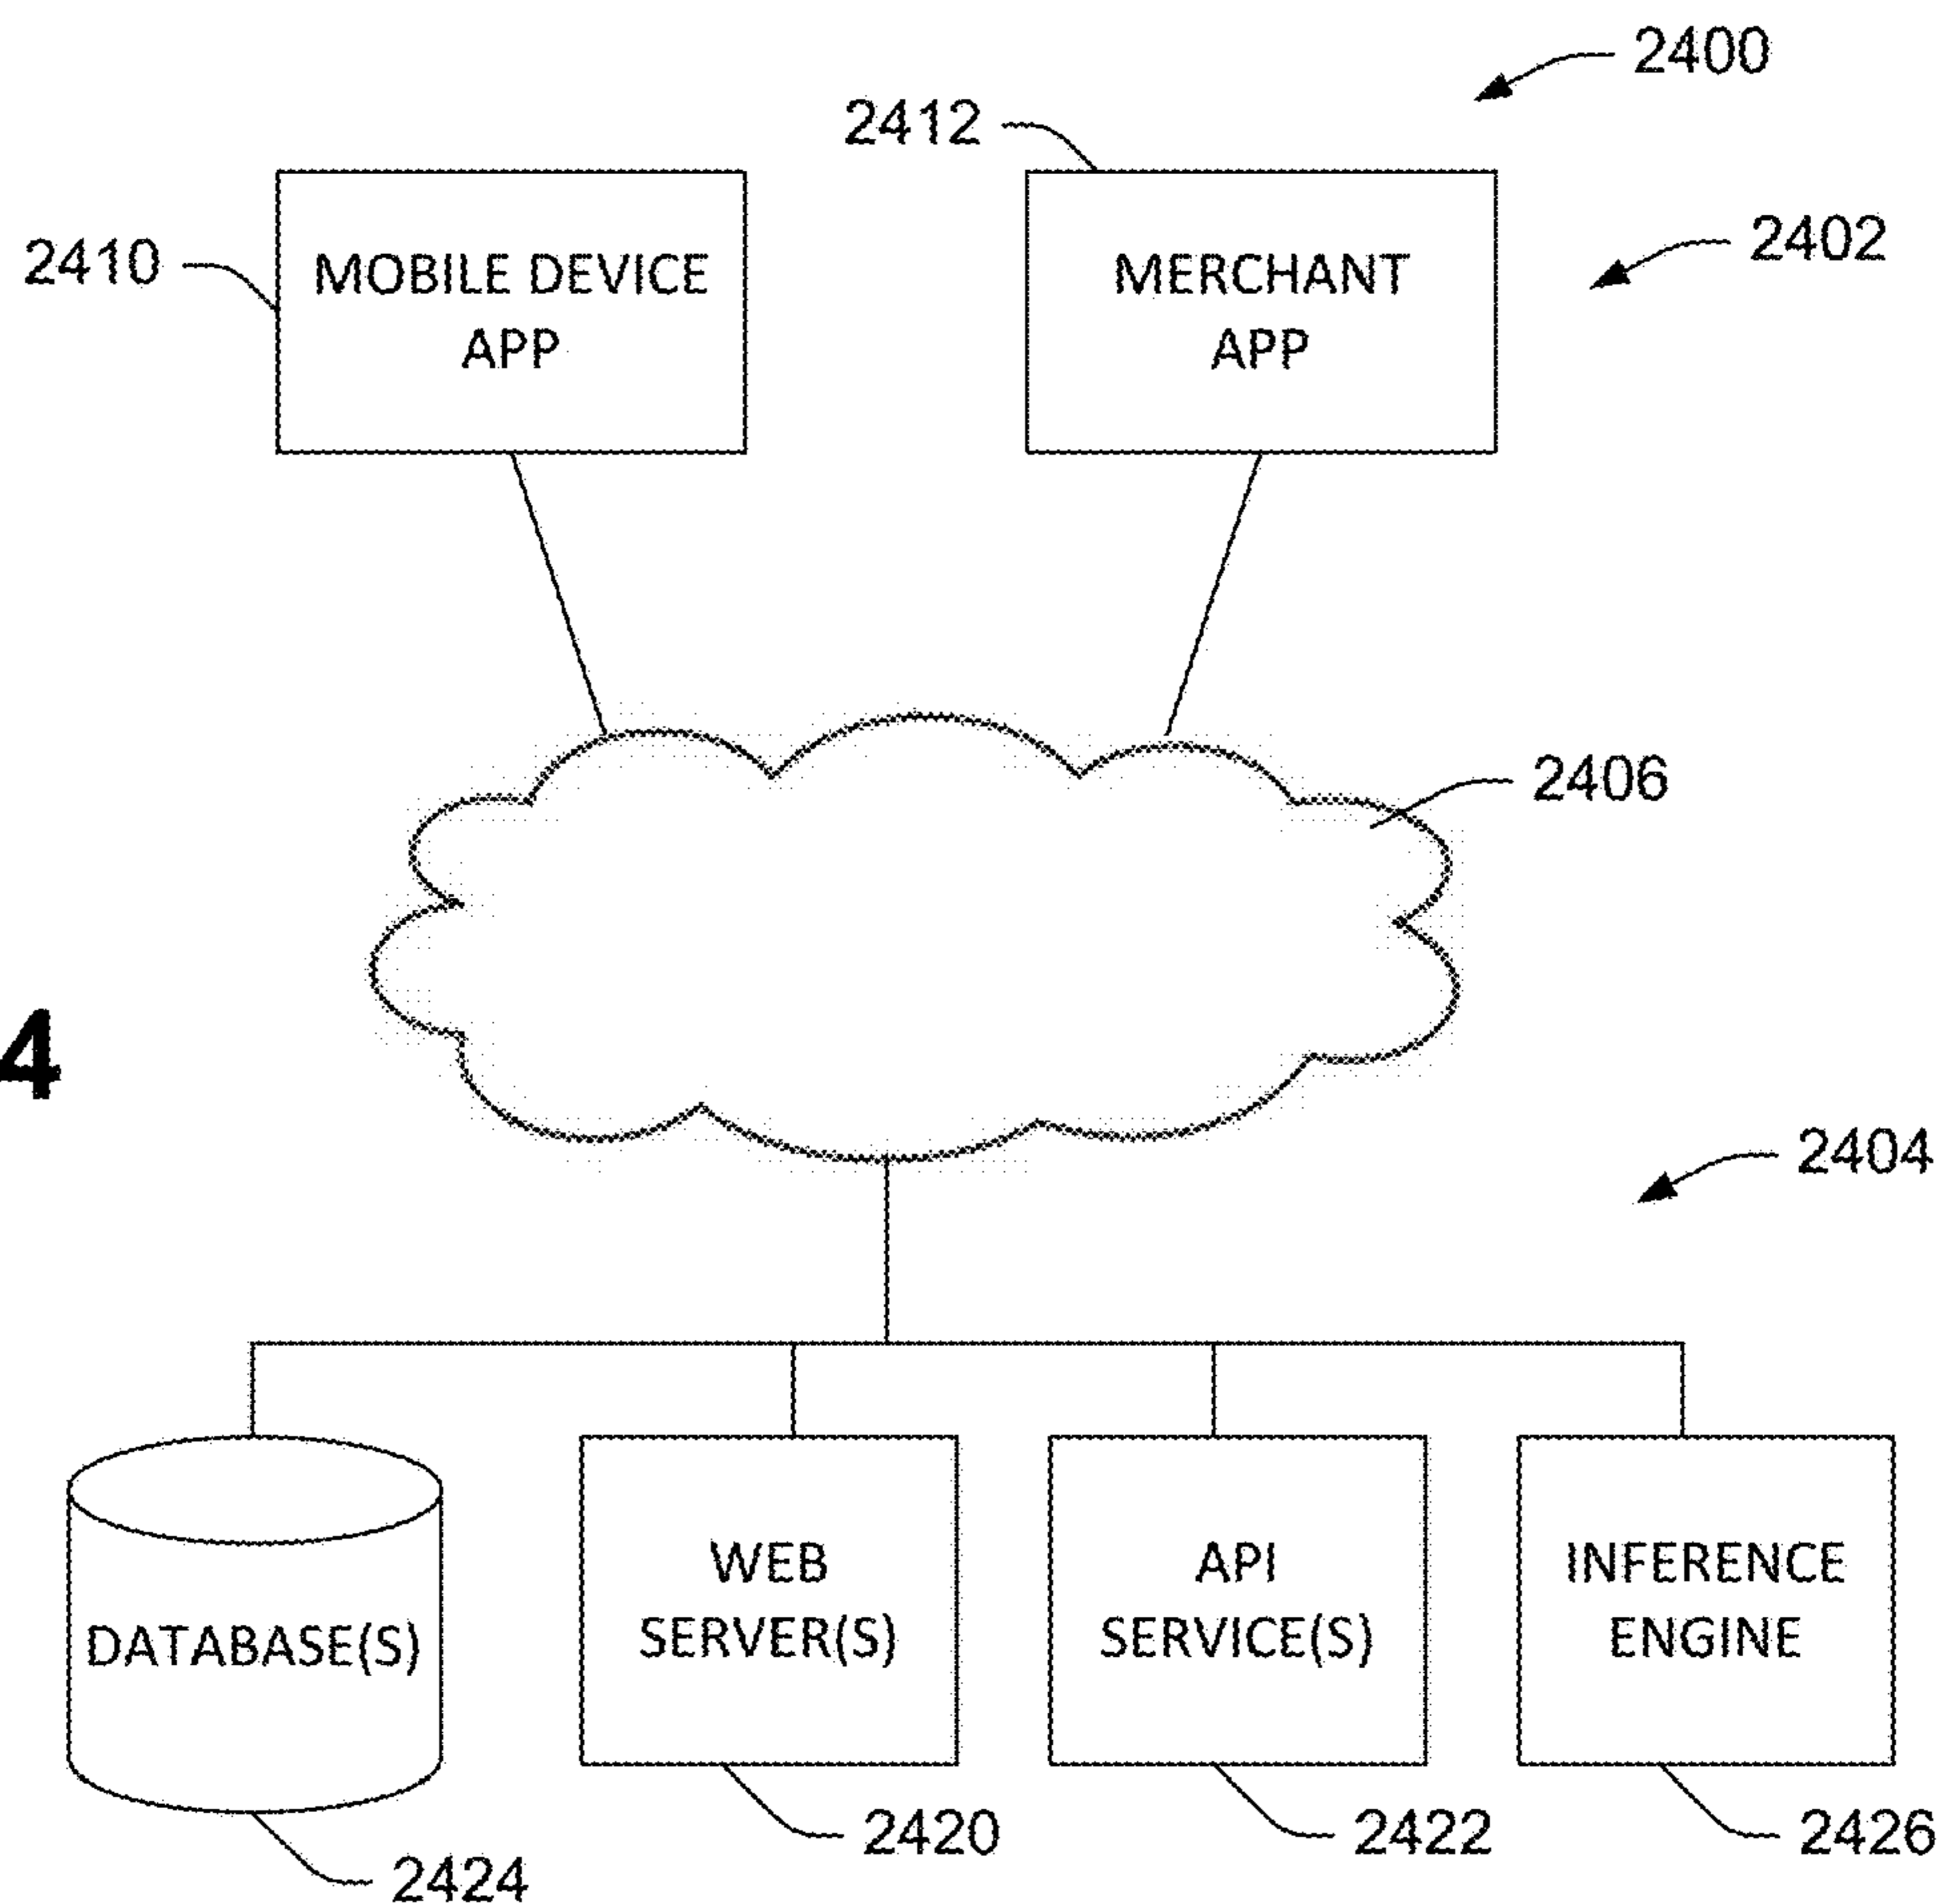 2400
2412
2402
2410
MOBILE DEVICE
APP
MERCHANT
APP
2406
4
2404
DATABASE(S)
WEB
SERVER(S)
API
SERVICE(S)
INFERENCE
ENGINE
2420
2422
2426
2424